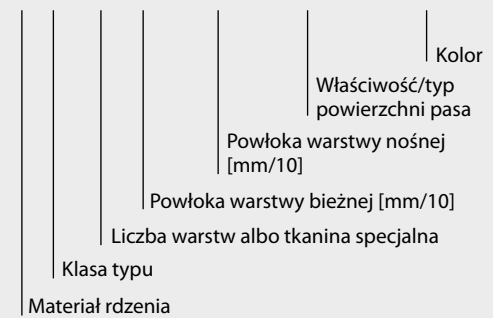 Kolor
Właściwość/typ
powierzchni pasa
Powłoka warstwy nośnej
[mm/10]
Powłoka warstwy bieżnej [mm/10]
Liczba warstw albo tkanina specjalna
Klasa typu
Materiał rdzenia